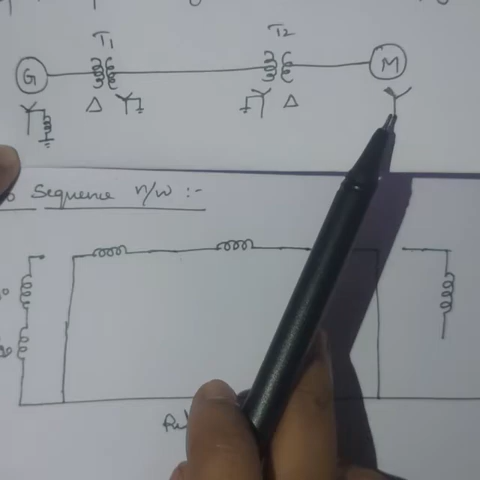 T1 T2
G M
Δ Δ
Sequence n/w :-